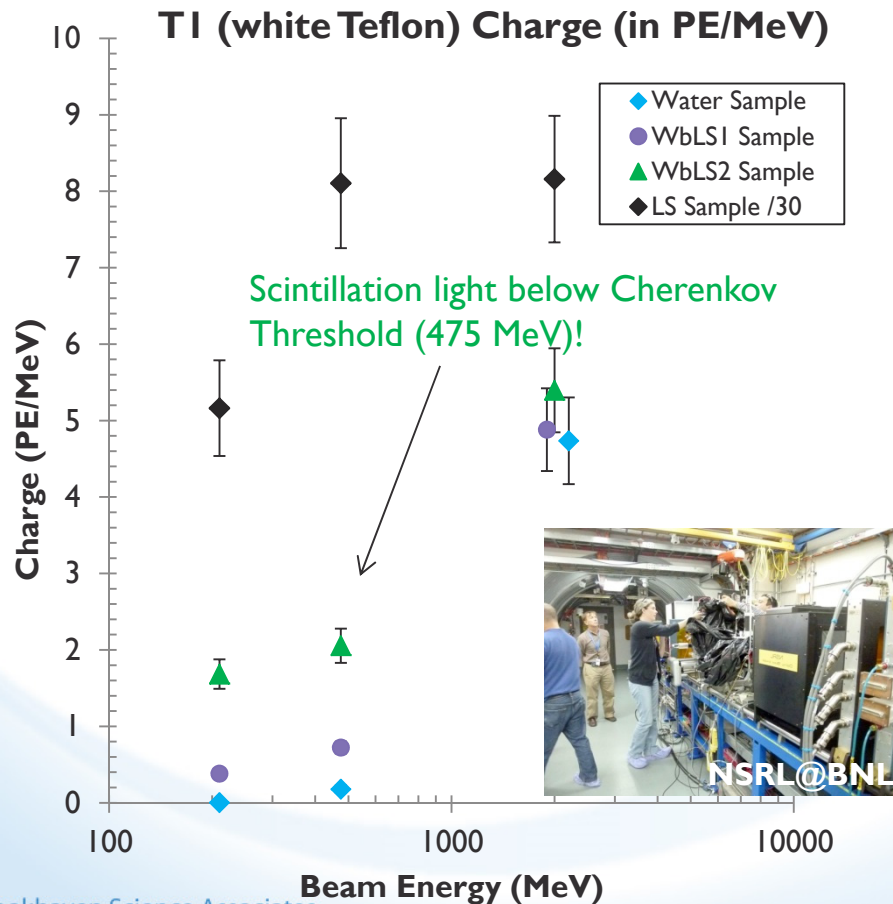 T1 (white Teflon) Charge (in PE/MeV)
10
9
8
7
6
5
4
3
2
1
0
Charge (PE/MeV)
Water Sample
WbLS1 Sample
WbLS2 Sample
LS Sample /30
Scintillation light below Cherenkov
Threshold (475 MeV)!
NSRL@BNL
100
1000
10000
Beam Energy (MeV)
Science Associates